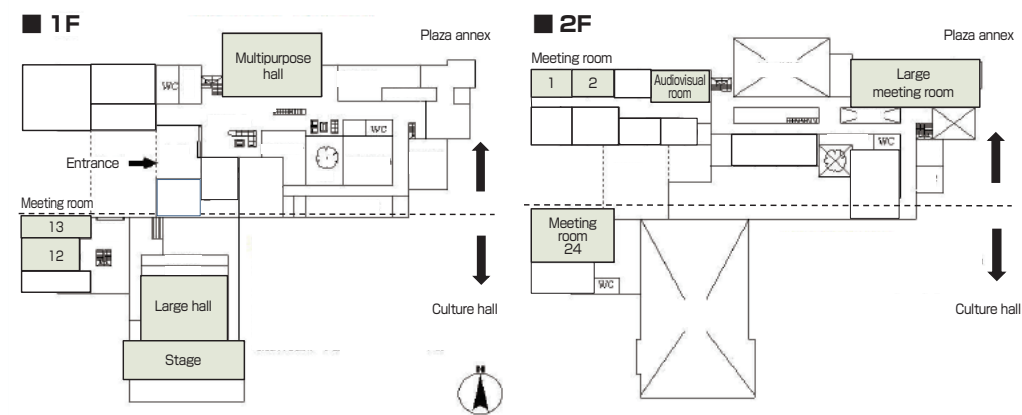 ■ 1F
Plaza annex
Multipurpose
hall
WC
WC
Entrance
Meeting room
13
12
Large hall
Stage
Culture hall
N
■ 2F
Plaza annex
Meeting room
1
2
Audiovisual
room
Large
meeting room
WC
Meeting
room
24
WC
Culture hall